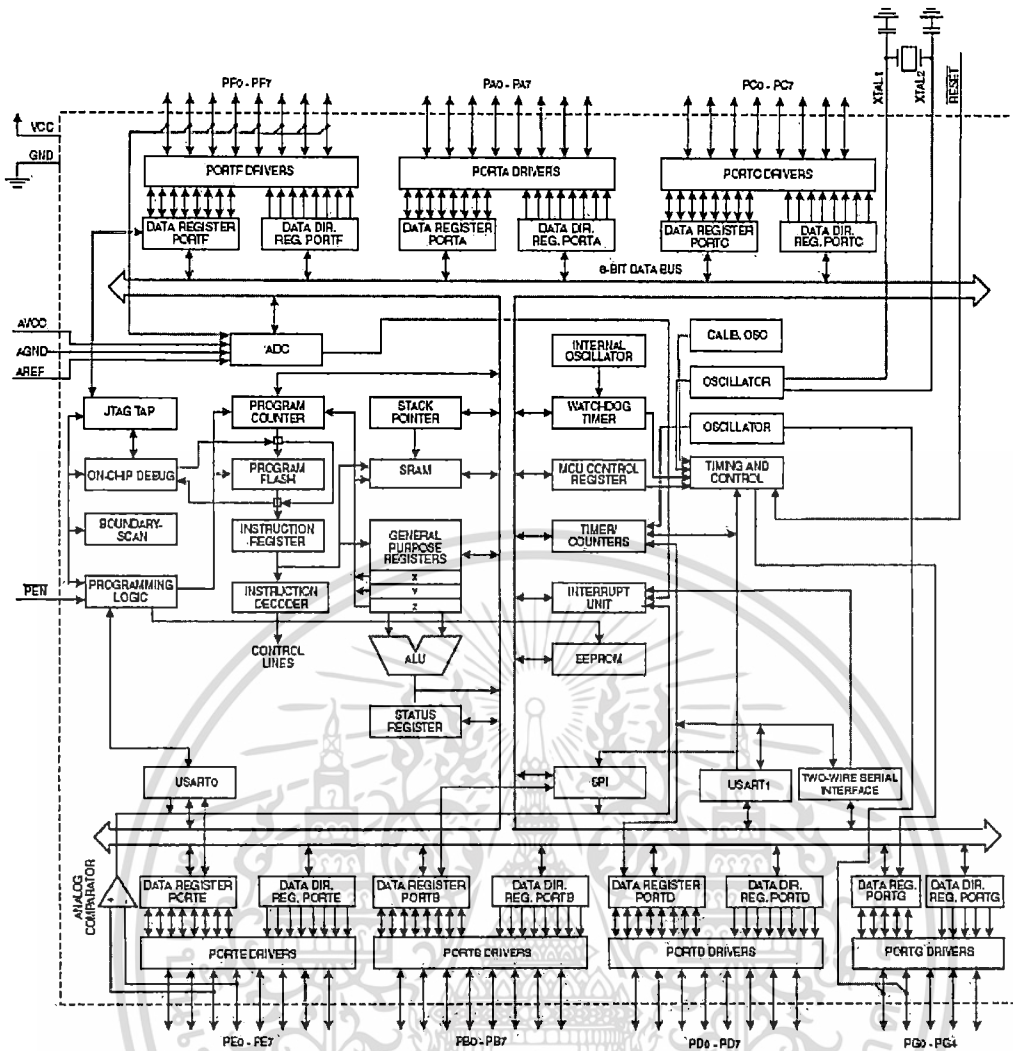 XTAL1
XTAL2
RESET
PF0 - PF7
PA0 - PA7
PC0 - PC7
VCC
GND
PORTF DRIVERS
PORTA DRIVERS
PORTC DRIVERS
DATA REGISTER
PORTF
DATA DIR.
REG. PORTF
DATA REGISTER
PORTA
DATA DIR.
REG. PORTA
DATA REGISTER
PORTC
DATA DIR.
REG. PORTC
8-BIT DATA BUS
AVCC
AGND
AREF
ADC
INTERNAL
OSCILLATOR
CALIB. OSC
OSCILLATOR
JTAG TAP
PROGRAM
COUNTER
STACK
POINTER
WATCHDOG
TIMER
OSCILLATOR
ON-CHIP DEBUG
PROGRAM
FLASH
SRAM
MCU CONTROL
REGISTER
TIMING AND
CONTROL
BOUNDARY-
SCAN
INSTRUCTION
REGISTER
GENERAL
PURPOSE
REGISTERS
X
Y
Z
TIMER/
COUNTERS
PEN
PROGRAMMING
LOGIC
INSTRUCTION
DECODER
INTERRUPT
UNIT
CONTROL
LINES
ALU
EEPROM
STATUS
REGISTER
USART0
SPI
USART1
TWO-WIRE SERIAL
INTERFACE
ANALOG
COMPARATOR
DATA REGISTER
PORTE
DATA DIR.
REG. PORTE
DATA REGISTER
PORTB
DATA DIR.
REG. PORTB
DATA REGISTER
PORTD
DATA DIR.
REG. PORTD
DATA REG.
PORTG
DATA DIR.
REG. PORTG
PORTE DRIVERS
PORTB DRIVERS
PORTD DRIVERS
PORTG DRIVERS
PE0 - PE7
PB0 - PB7
PD0 - PD7
PG0 - PG4